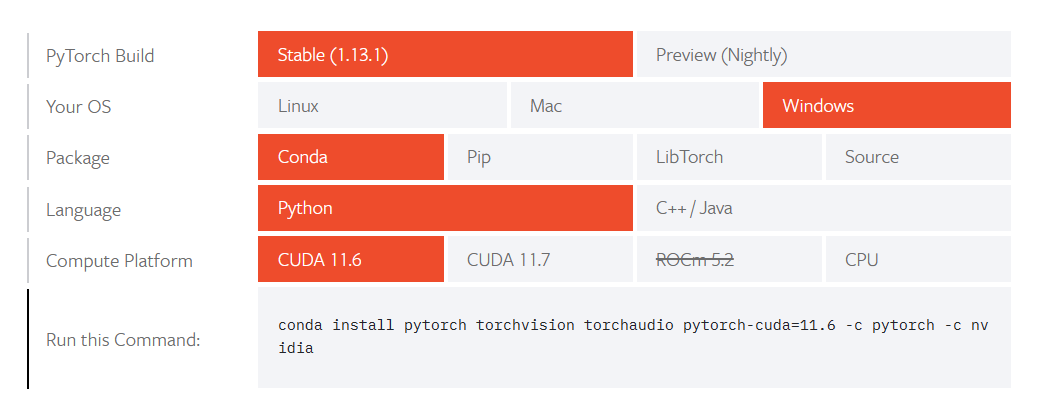 PyTorch Build Stable (1.13.1) Preview (Nightly)
Your OS Linux Mac Windows
Package Conda Pip LibTorch Source
Language Python C++ / Java
Compute Platform CUDA 11.6 CUDA 11.7 ROCm 5.2 CPU
Run this Command:
conda install pytorch torchvision torchaudio pytorch-cuda=11.6 -c pytorch -c nv
idia